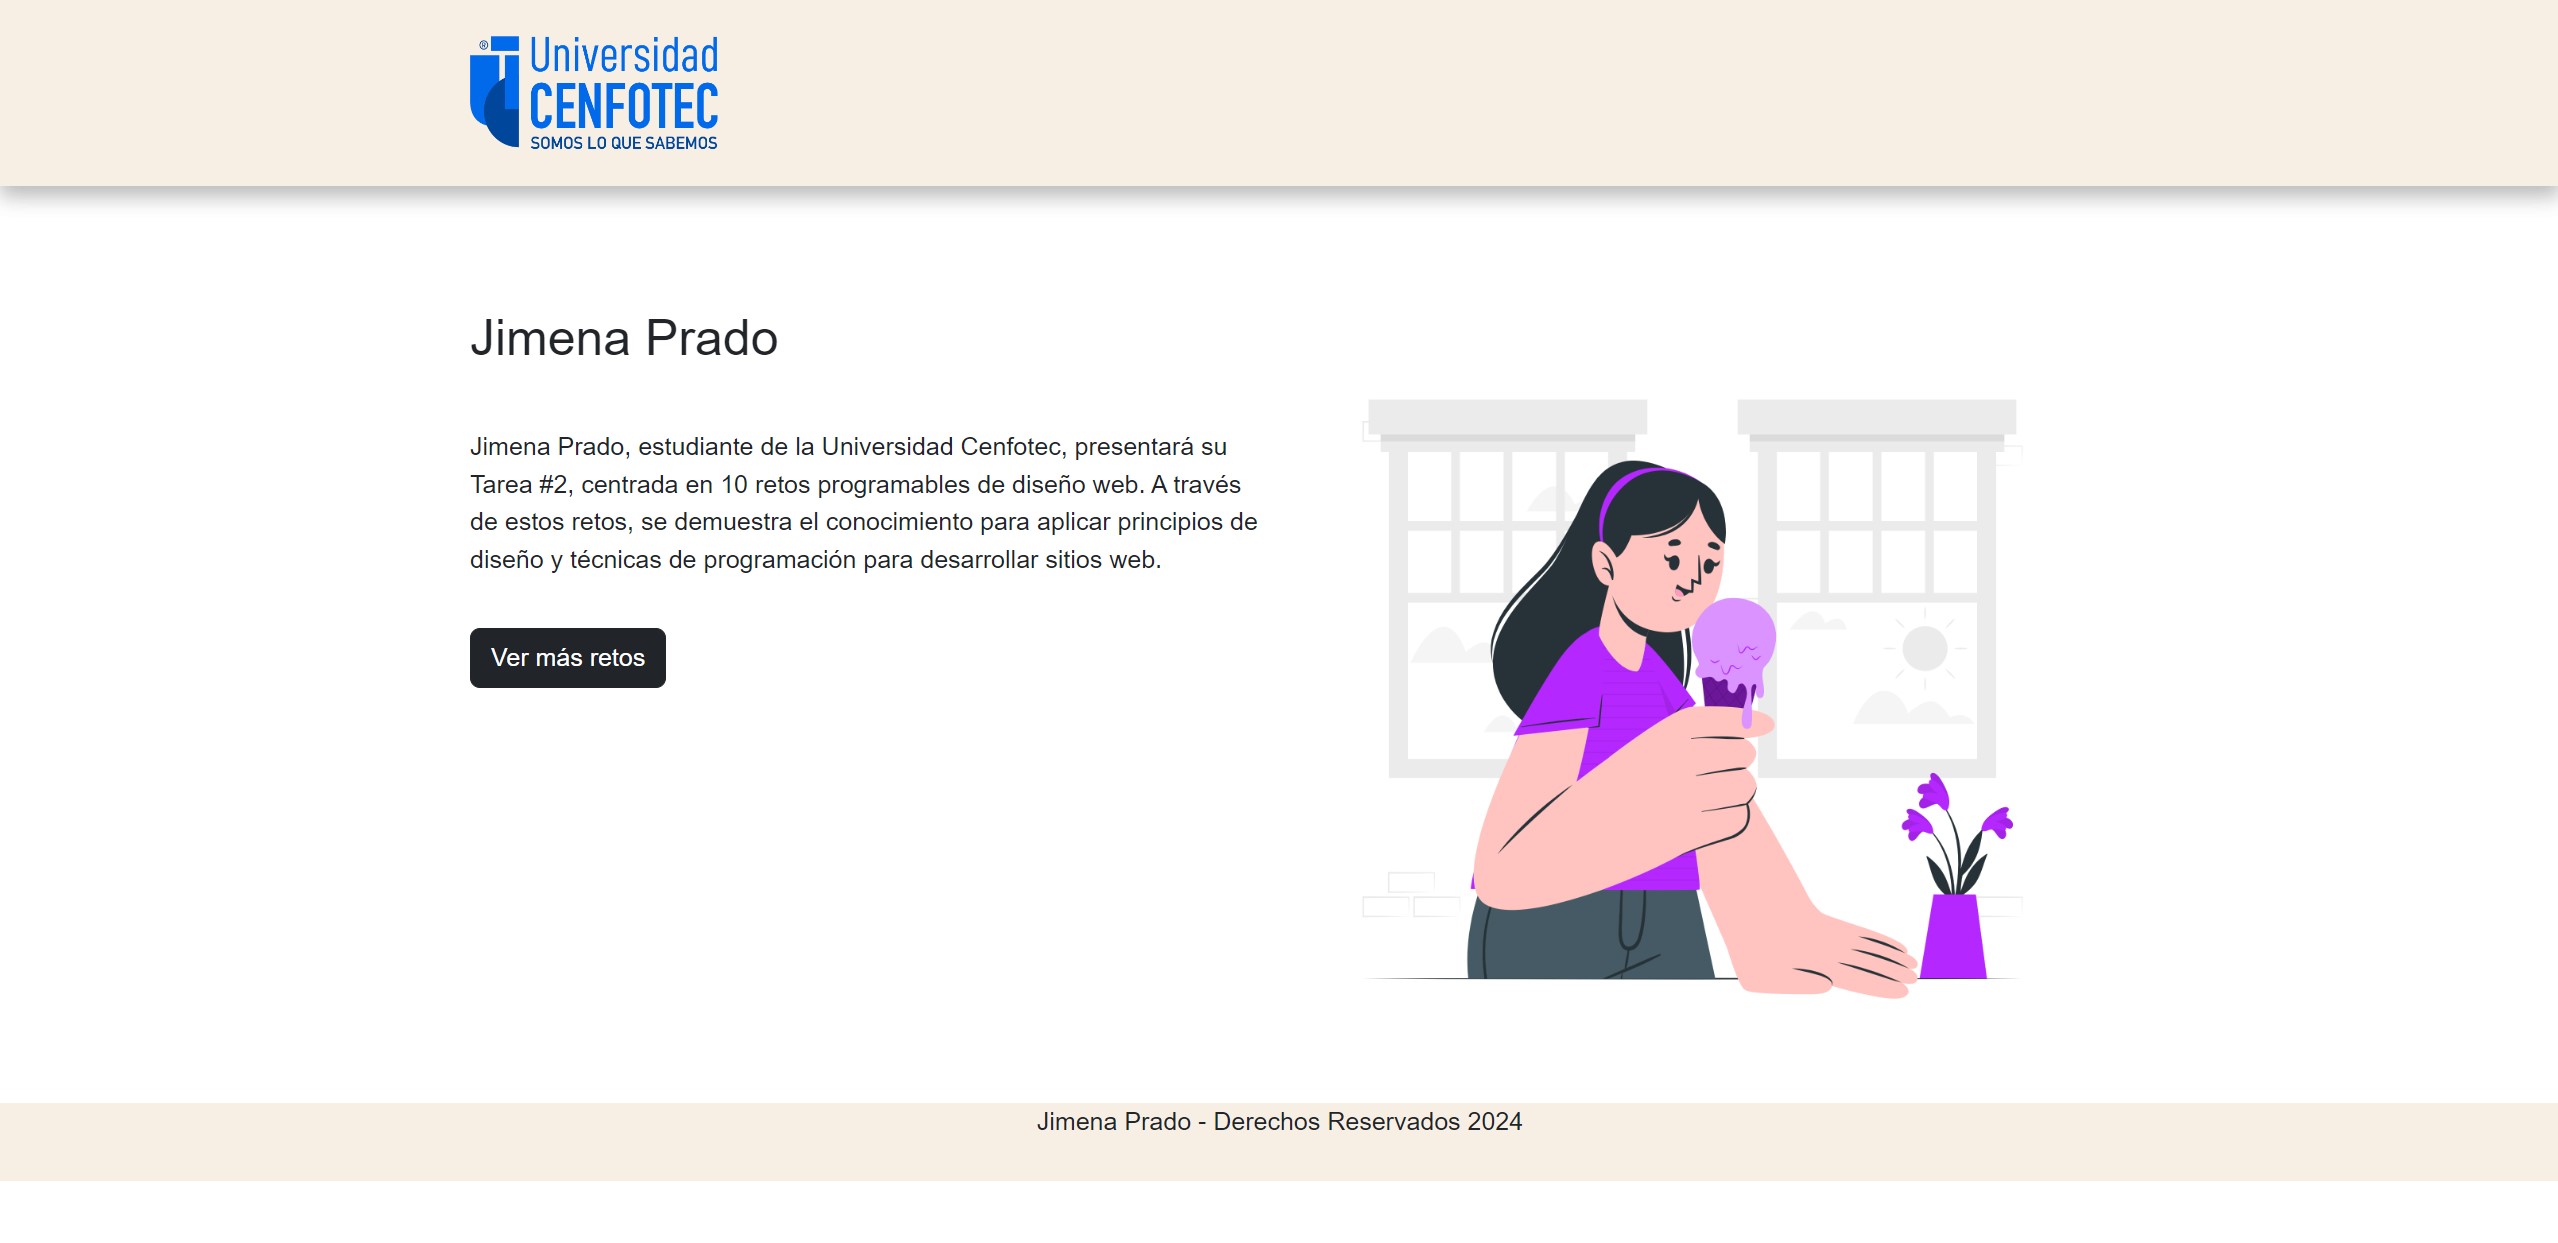 ®
Universidad
CENFOTEC
SOMOS LO QUE SABEMOS
Jimena Prado
Jimena Prado, estudiante de la Universidad Cenfotec, presentará su
Tarea #2, centrada en 10 retos programables de diseño web. A través
de estos retos, se demuestra el conocimiento para aplicar principios de
diseño y técnicas de programación para desarrollar sitios web.
Ver más retos
Jimena Prado - Derechos Reservados 2024